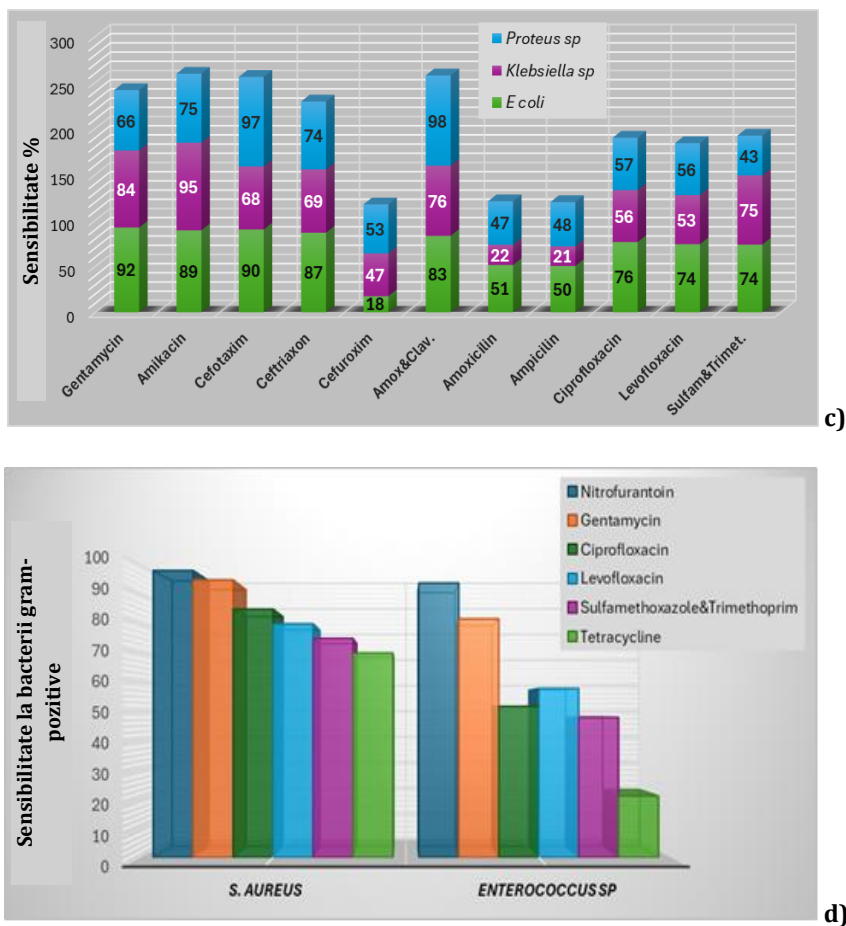 Sensibilitate %
300
250
200
150
100
50
0
Proteus sp
Klebsiella sp
E coli
66 75 97 74 53 98 47 48 57 56 43
84 95 68 69 47 76 22 21 56 53 75
92 89 90 87 18 83 51 50 76 74 74
Gentamycin
Amikacin
Cefotaxim
Ceftriaxon
Cefuroxim
Amox&Clav.
Amoxicilin
Ampicilin
Ciprofloxacin
Levofloxacin
Sulfam&Trimet.
c)
Sensibilitate la bacterii gram-
pozitive
100
90
80
70
60
50
40
30
20
10
0
Nitrofurantoin
Gentamycin
Ciprofloxacin
Levofloxacin
Sulfamethoxazole&Trimethoprim
Tetracycline
S. AUREUS
ENTEROCOCCUS SP
d)